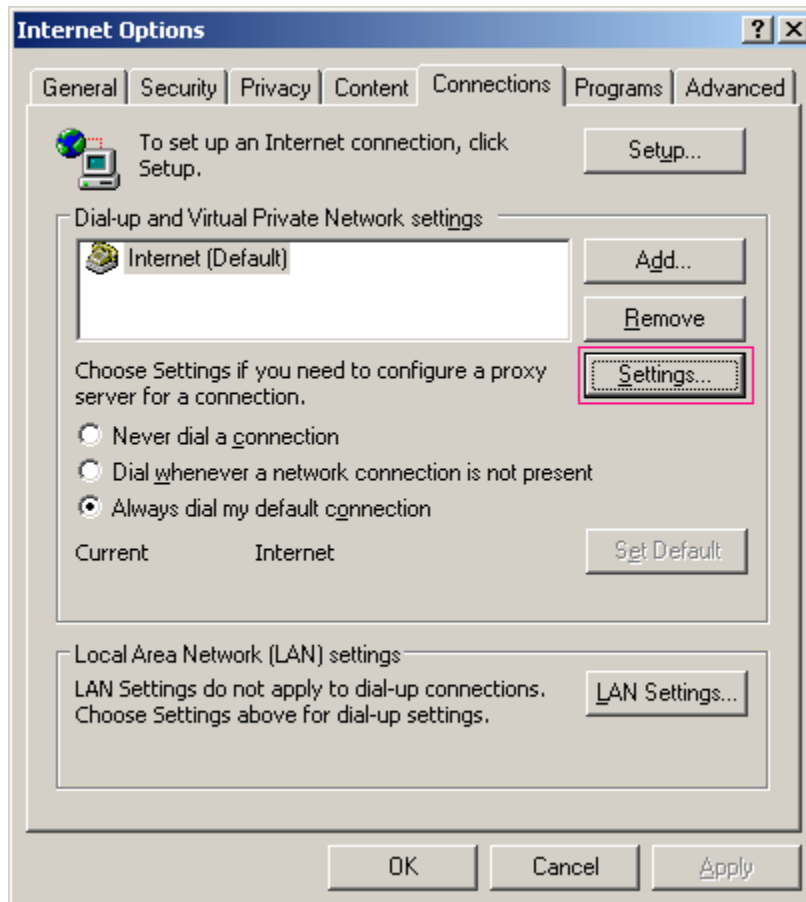 Internet Options
General Security Privacy Content Connections Programs Advanced
To set up an Internet connection, click
Setup.
Setup...
Dial-up and Virtual Private Network settings
Internet (Default)
Add...
Remove
Choose Settings if you need to configure a proxy
server for a connection.
Settings...
Never dial a connection
Dial whenever a network connection is not present
Always dial my default connection
Current Internet
Set Default
Local Area Network (LAN) settings
LAN Settings do not apply to dial-up connections.
Choose Settings above for dial-up settings.
LAN Settings...
OK Cancel Apply